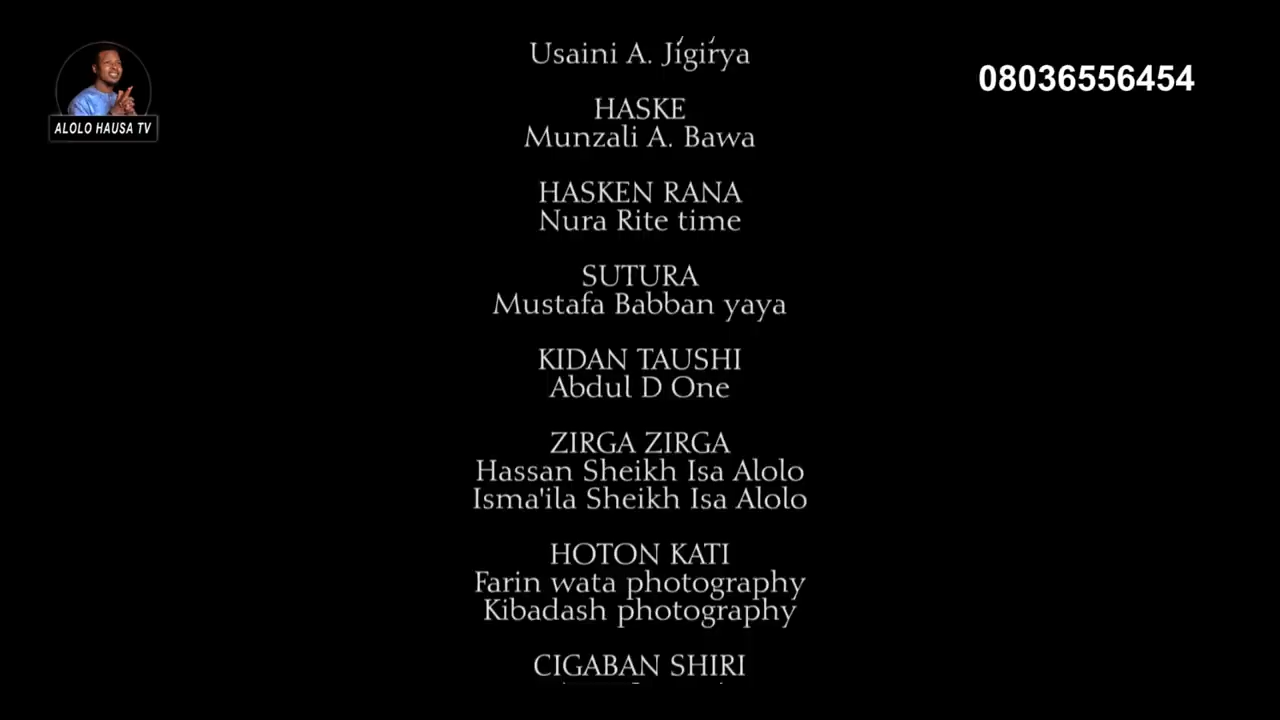 Usaini A. Jigirya
08036556454
ALOLO HAUSA TV
HASKE
Munzali A. Bawa
HASKEN RANA
Nura Rite time
SUTURA
Mustafa Babban yaya
KIDAN TAUSHI
Abdul D One
ZIRGA ZIRGA
Hassan Sheikh Isa Alolo
Isma'ila Sheikh Isa Alolo
HOTON KATI
Farin wata photography
Kibadash photography
CIGABAN SHIRI